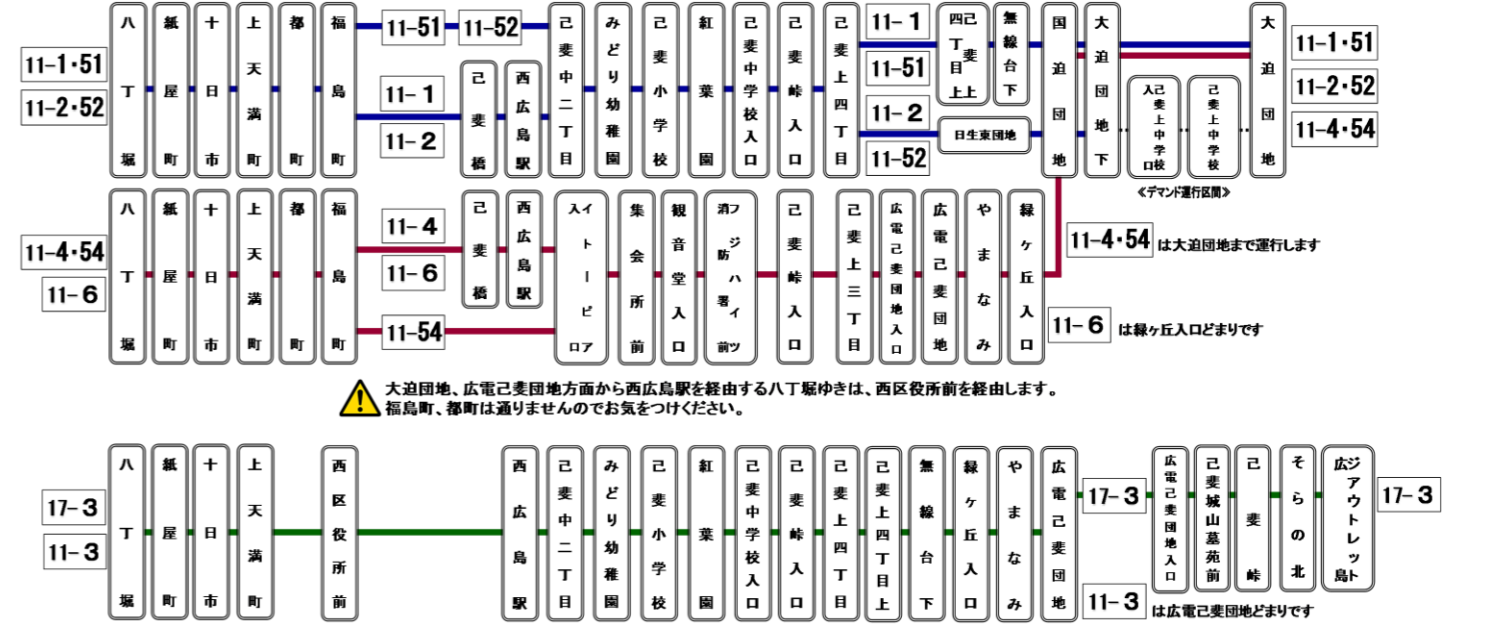 11-1・51
11-2・52
八丁堀
紙屋町
十日市
上天満町
都町
福島町
11-51
11-52
11-1
11-2
己斐橋
西広島駅
己斐中二丁目
みどり幼稚園
己斐小学校
紅葉園
己斐中学校入口
己斐峠入口
己斐上四丁目
11-1
11-51
11-2
11-52
己斐上四丁目上
無線台下
日生東団地
国迫団地
大迫団地下
己斐上中学校入口
己斐上中学校
《デマンド運行区間》
大迫団地
11-1・51
11-2・52
11-4・54
11-4・54
11-6
八丁堀
紙屋町
十日市
上天満町
都町
福島町
11-4
11-6
11-54
己斐橋
西広島駅
イトーピア入口
集会所前
観音堂入口
フジハイツ消防署前
己斐峠入口
己斐上三丁目
広電己斐団地入口
広電己斐団地
やまなみ
緑ヶ丘入口
11-4・54 は大迫団地まで運行します
11-6 は緑ヶ丘入口どまりです
大迫団地、広電己斐団地方面から西広島駅を経由する八丁堀ゆきは、西区役所前を経由します。
福島町、都町は通りませんのでお気をつけください。
17-3
11-3
八丁堀
紙屋町
十日市
上天満町
西区役所前
西広島駅
己斐中二丁目
みどり幼稚園
己斐小学校
紅葉園
己斐中学校入口
己斐峠入口
己斐上四丁目
己斐上四丁目上
無線台下
緑ヶ丘入口
やまなみ
広電己斐団地
17-3
11-3 は広電己斐団地どまりです
広電己斐団地入口
己斐城山墓苑前
己斐峠
そらの北
ジアウトレット広島
17-3